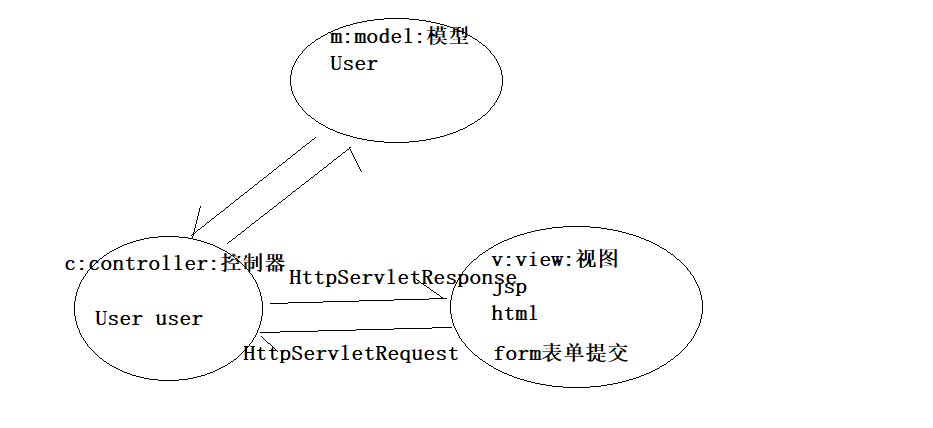 m:model:模型
User
c:controller:控制器
User user
HttpServletResponse
HttpServletRequest
v:view:视图
jsp
html
form表单提交